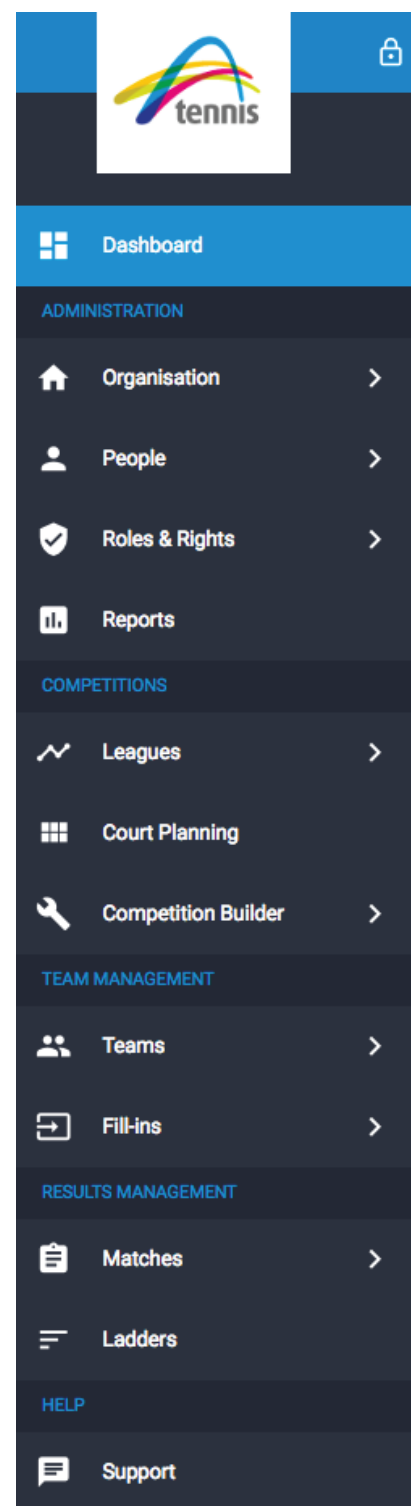 tennis
Dashboard
ADMINISTRATION
Organisation
People
Roles & Rights
Reports
COMPETITIONS
Leagues
Court Planning
Competition Builder
TEAM MANAGEMENT
Teams
Fill-ins
RESULTS MANAGEMENT
Matches
Ladders
HELP
Support